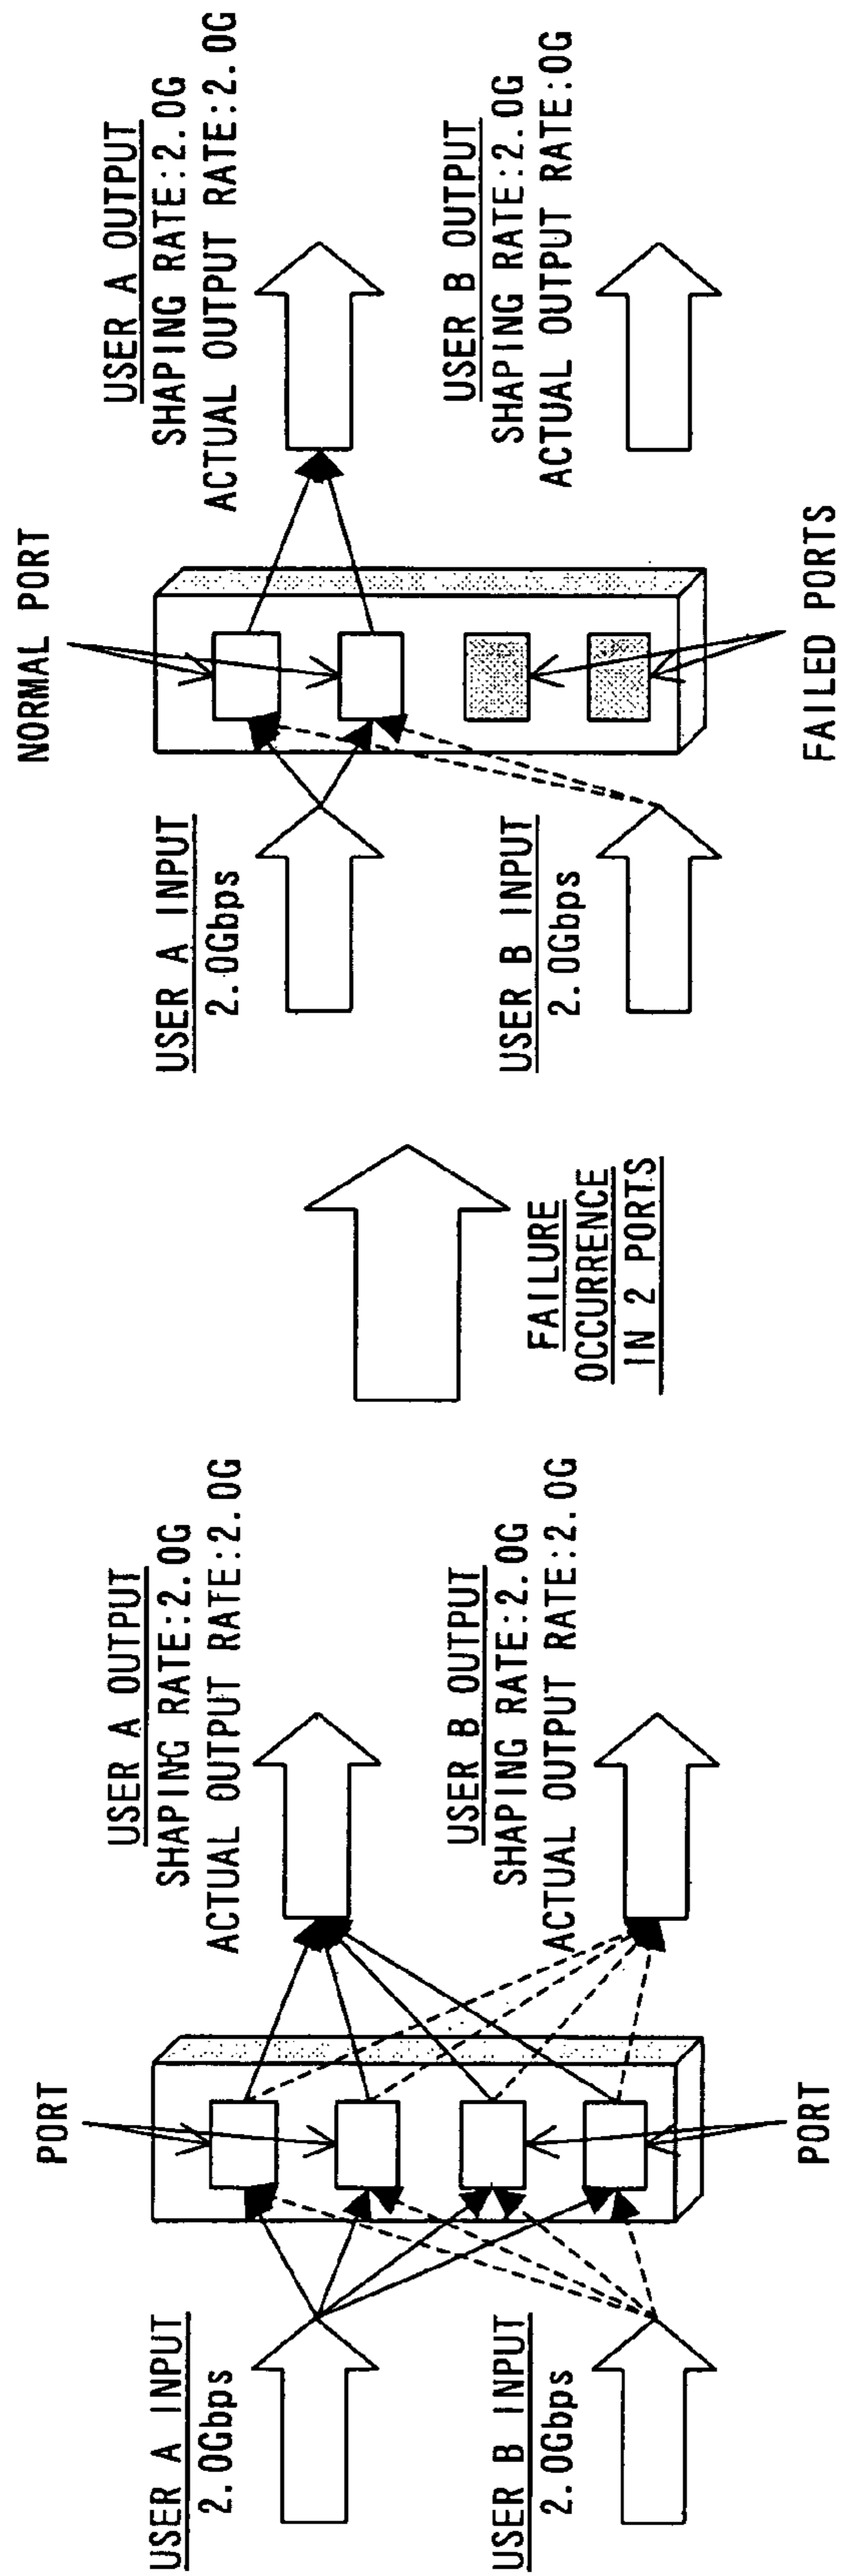 PORT
USER A INPUT
2.0Gbps
USER B INPUT
2.0Gbps
PORT
USER A OUTPUT
SHAPING RATE:2.0G
ACTUAL OUTPUT RATE:2.0G
USER B OUTPUT
SHAPING RATE:2.0G
ACTUAL OUTPUT RATE:2.0G
FAILURE
OCCURRENCE
IN 2 PORTS
NORMAL PORT
USER A INPUT
2.0Gbps
USER B INPUT
2.0Gbps
FAILED PORTS
USER A OUTPUT
SHAPING RATE:2.0G
ACTUAL OUTPUT RATE:2.0G
USER B OUTPUT
SHAPING RATE:2.0G
ACTUAL OUTPUT RATE:0G